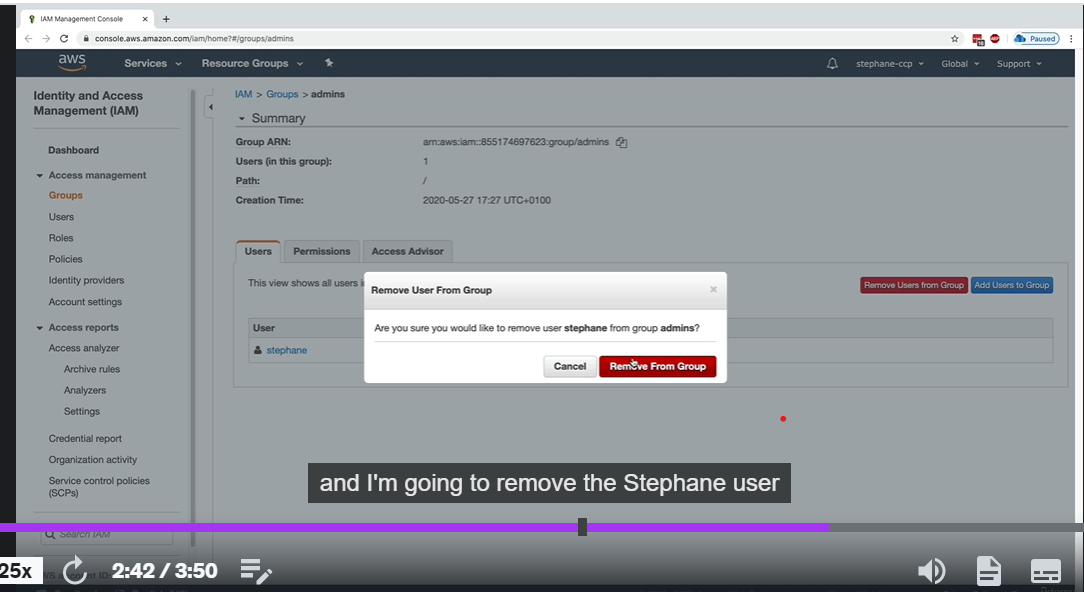 IAM Management Console
console.aws.amazon.com/iam/home?#/groups/admins
Paused
aws Services Resource Groups stephane-ccp Global Support
Identity and Access
Management (IAM)
Dashboard
Access management
Groups
Users
Roles
Policies
Identity providers
Account settings
Access reports
Access analyzer
Archive rules
Analyzers
Settings
Credential report
Organization activity
Service control policies
(SCPs)
Search IAM
IAM > Groups > admins
Summary
Group ARN: arn:aws:iam::855174697623:group/admins
Users (in this group): 1
Path: /
Creation Time: 2020-05-27 17:27 UTC+0100
Users Permissions Access Advisor
This view shows all users
Remove Users from Group Add Users to Group
User
stephane
Remove User From Group
Are you sure you would like to remove user stephane from group admins?
Cancel Remove From Group
and I'm going to remove the Stephane user
25x 2:42 / 3:50